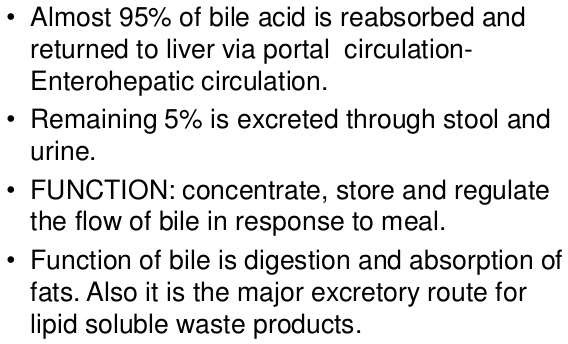 • Almost 95% of bile acid is reabsorbed and
returned to liver via portal  circulation-
Enterohepatic circulation.
• Remaining 5% is excreted through stool and
urine.
• FUNCTION: concentrate, store and regulate
the flow of bile in response to meal.
• Function of bile is digestion and absorption of
fats. Also it is the major excretory route for
lipid soluble waste products.